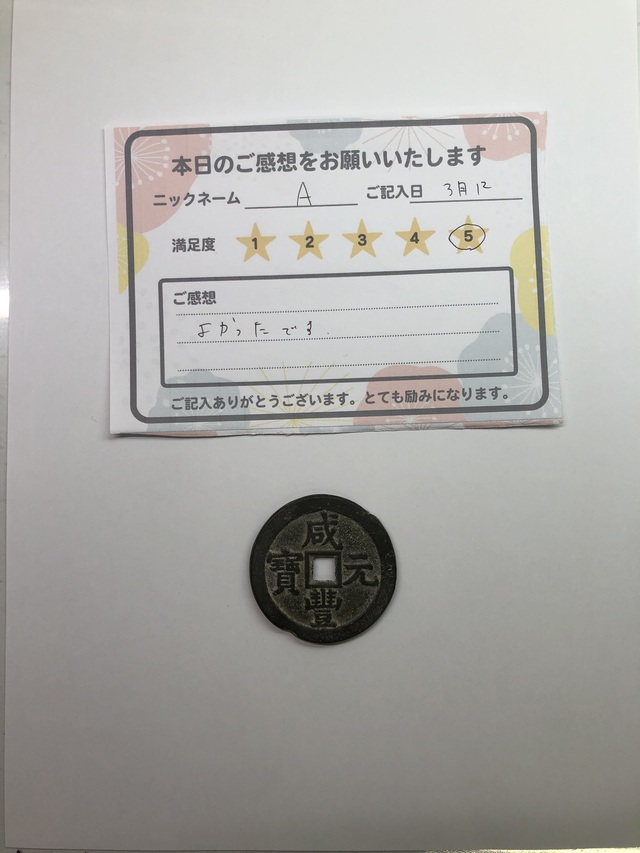 本日のご感想をお願いいたします
ニックネーム A ご記入日 3月12
満足度 1 2 3 4 5
ご感想
よかったです.
ご記入ありがとうございます。とても励みになります。
咸
寶 元
豐